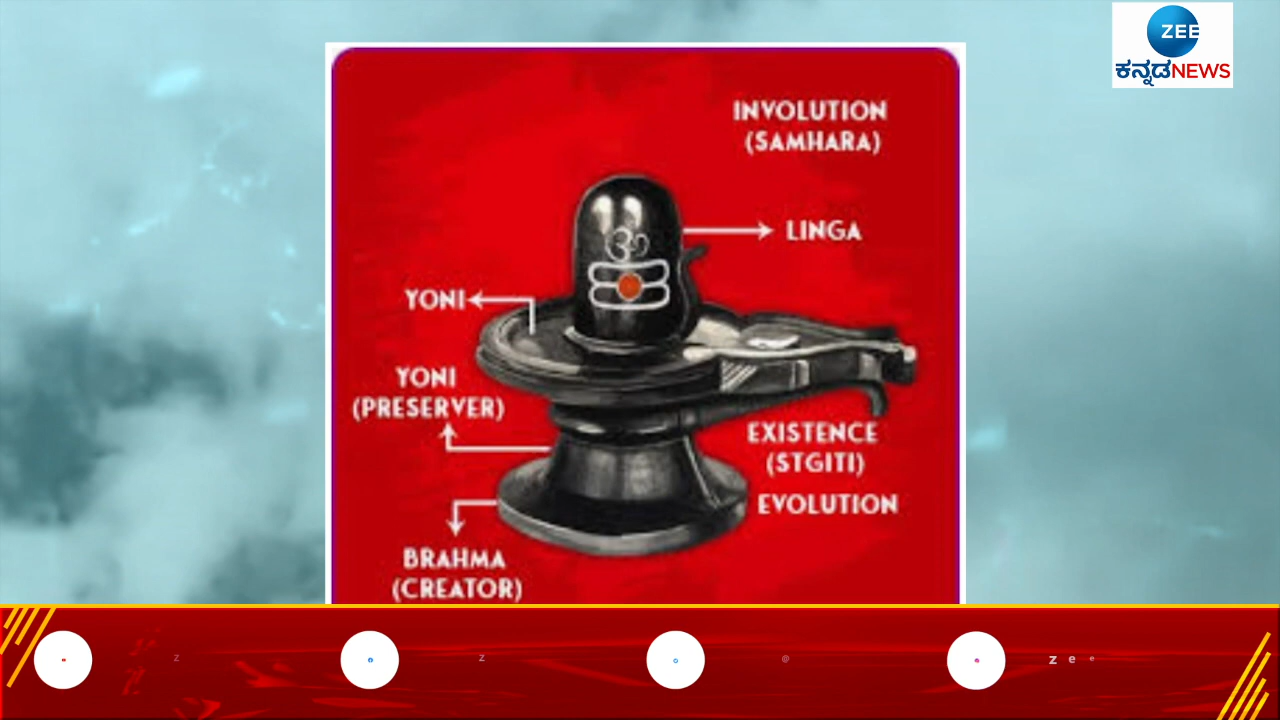 ZEE
ಕನ್ನಡNEWS
INVOLUTION
(SAMHARA)
LINGA
YONI
YONI
(PRESERVER)
EXISTENCE
(STGITI)
EVOLUTION
BRAHMA
(CREATOR)
z z @ z e e